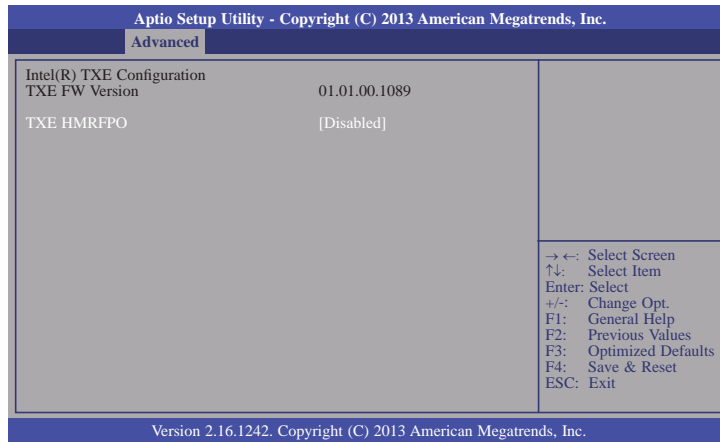 Aptio Setup Utility - Copyright (C) 2013 American Megatrends, Inc.
Advanced
Intel(R) TXE Configuration
TXE FW Version 01.01.00.1089
TXE HMRFPO [Disabled]
→ ←: Select Screen
↑↓: Select Item
Enter: Select
+/-: Change Opt.
F1: General Help
F2: Previous Values
F3: Optimized Defaults
F4: Save & Reset
ESC: Exit
Version 2.16.1242. Copyright (C) 2013 American Megatrends, Inc.